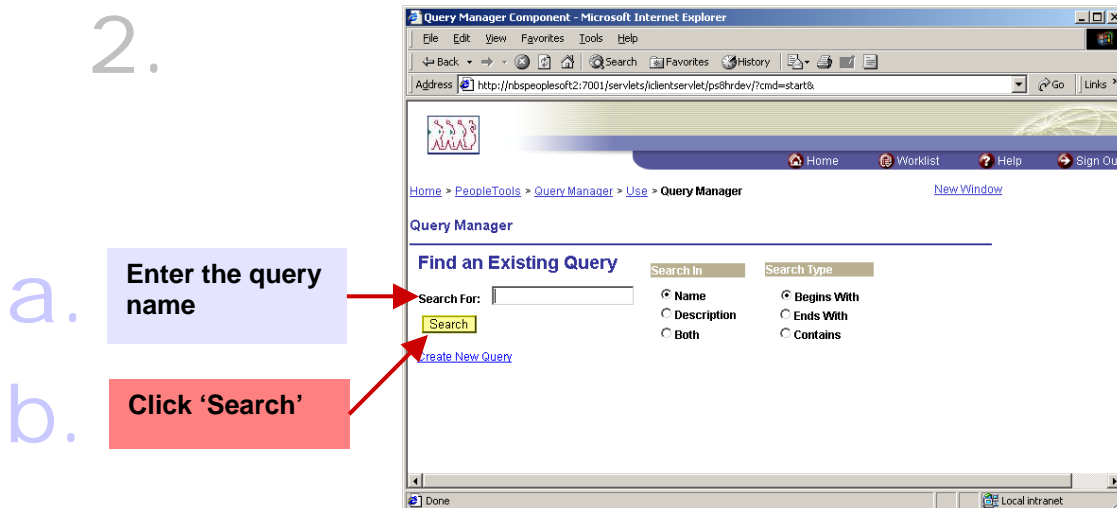 2.
a.
Enter the query
name
b.
Click ‘Search’
Query Manager Component - Microsoft Internet Explorer
File Edit View Favorites Tools Help
Back Search Favorites History
Address http://nbspeoplesoft2:7001/servlets/iclientservlet/ps8hrdev/?cmd=start& Go Links »
Home Worklist Help Sign Ou
Home > PeopleTools > Query Manager > Use > Query Manager New Window
Query Manager
Find an Existing Query
Search In Search Type
Search For: Name Begins With
Description Ends With
Search Both Contains
Create New Query
Done Local intranet